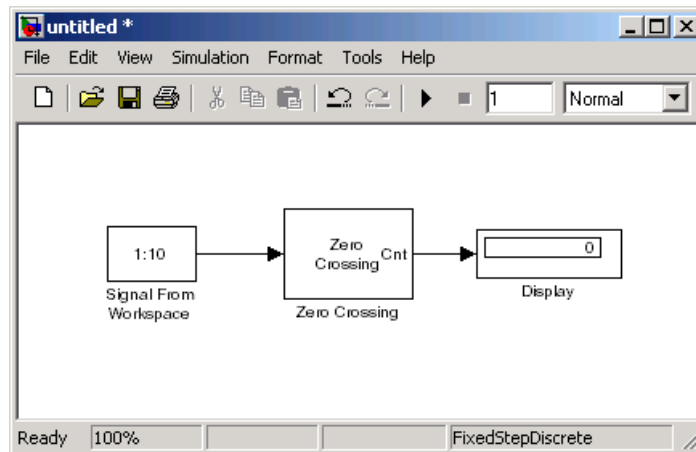 untitled *
File Edit View Simulation Format Tools Help
1 Normal
1:10
Signal From
Workspace
Zero
Crossing
Cnt
Zero Crossing
0
Display
Ready 100% FixedStepDiscrete